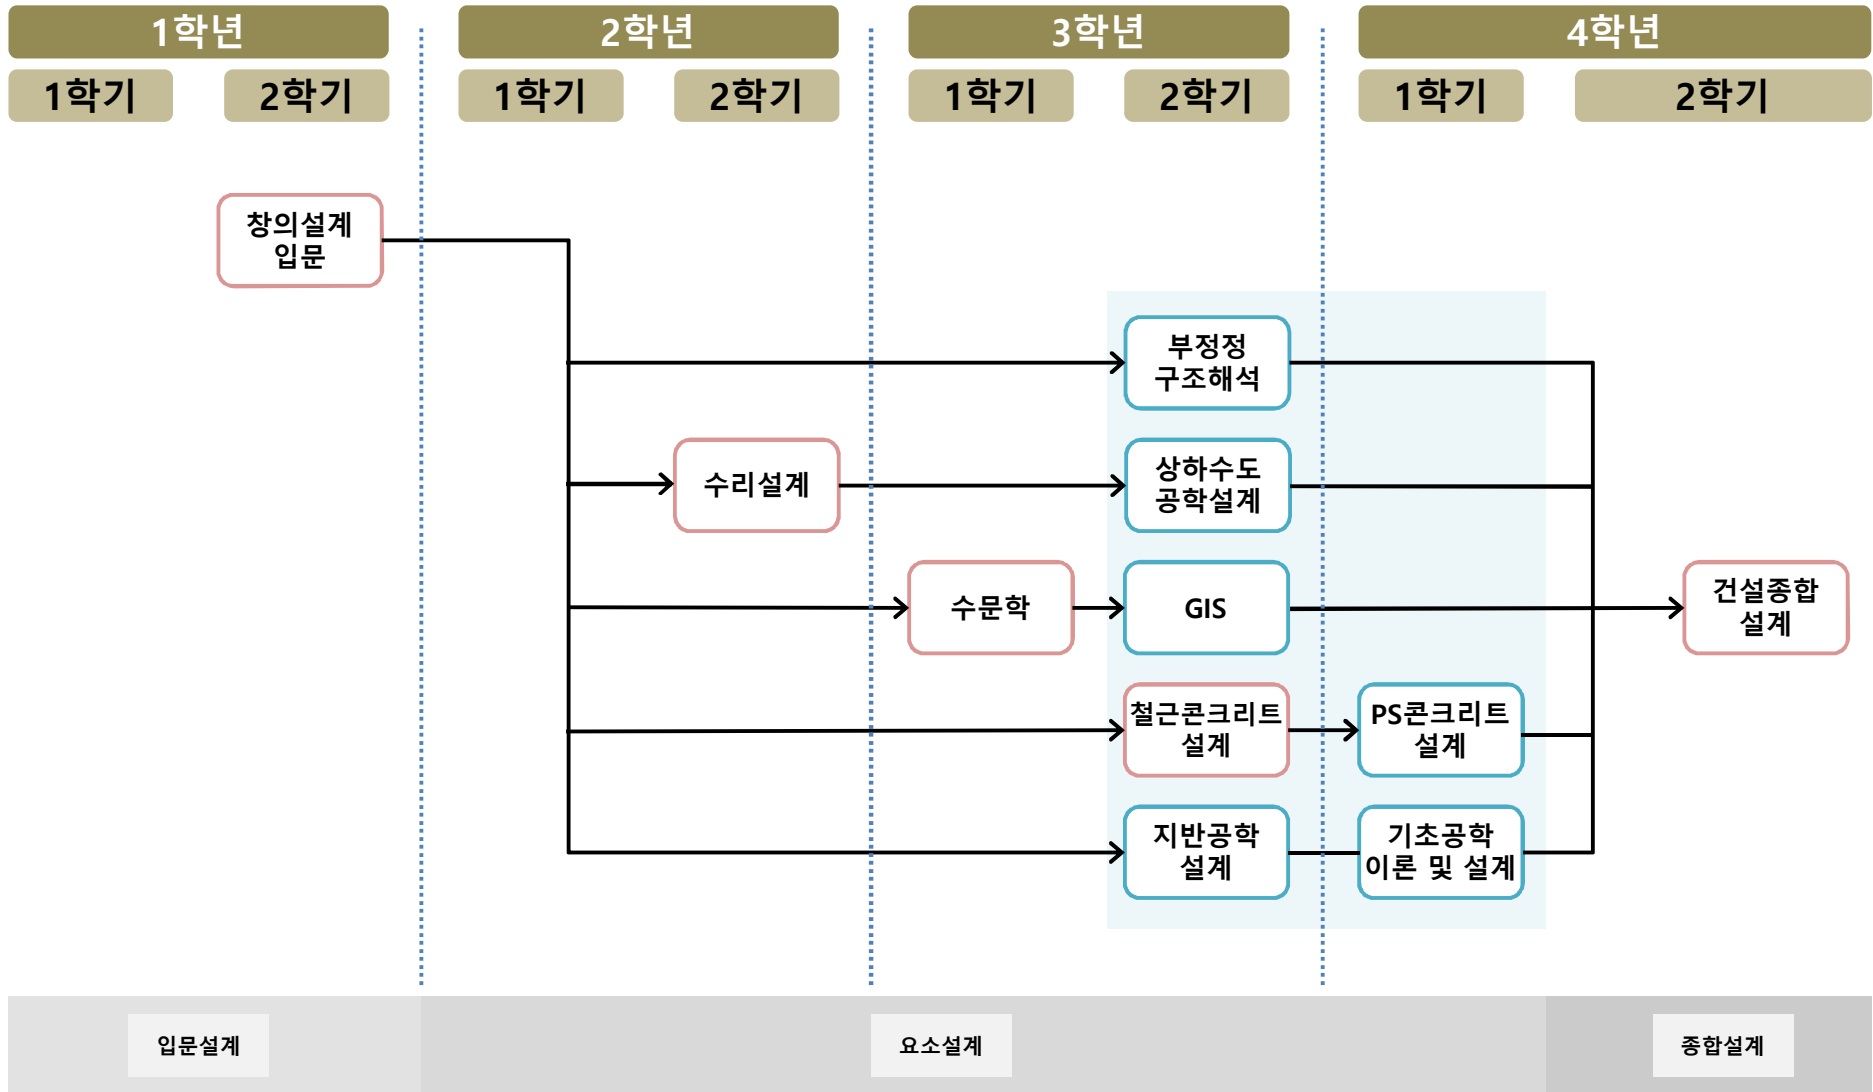 1학년
2학년
3학년
4학년
1학기
2학기
1학기
2학기
1학기
2학기
1학기
2학기
창의설계
입문
부정정
구조해석
수리설계
상하수도
공학설계
수문학
GIS
건설종합
설계
철근콘크리트
설계
PS콘크리트
설계
지반공학
설계
기초공학
이론 및 설계
입문설계
요소설계
종합설계